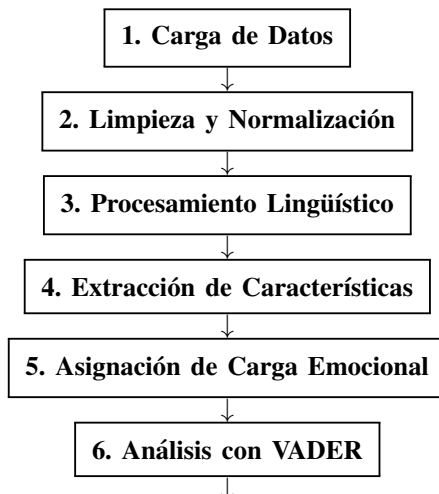 1. Carga de Datos
2. Limpieza y Normalización
3. Procesamiento Lingüístico
4. Extracción de Características
5. Asignación de Carga Emocional
6. Análisis con VADER